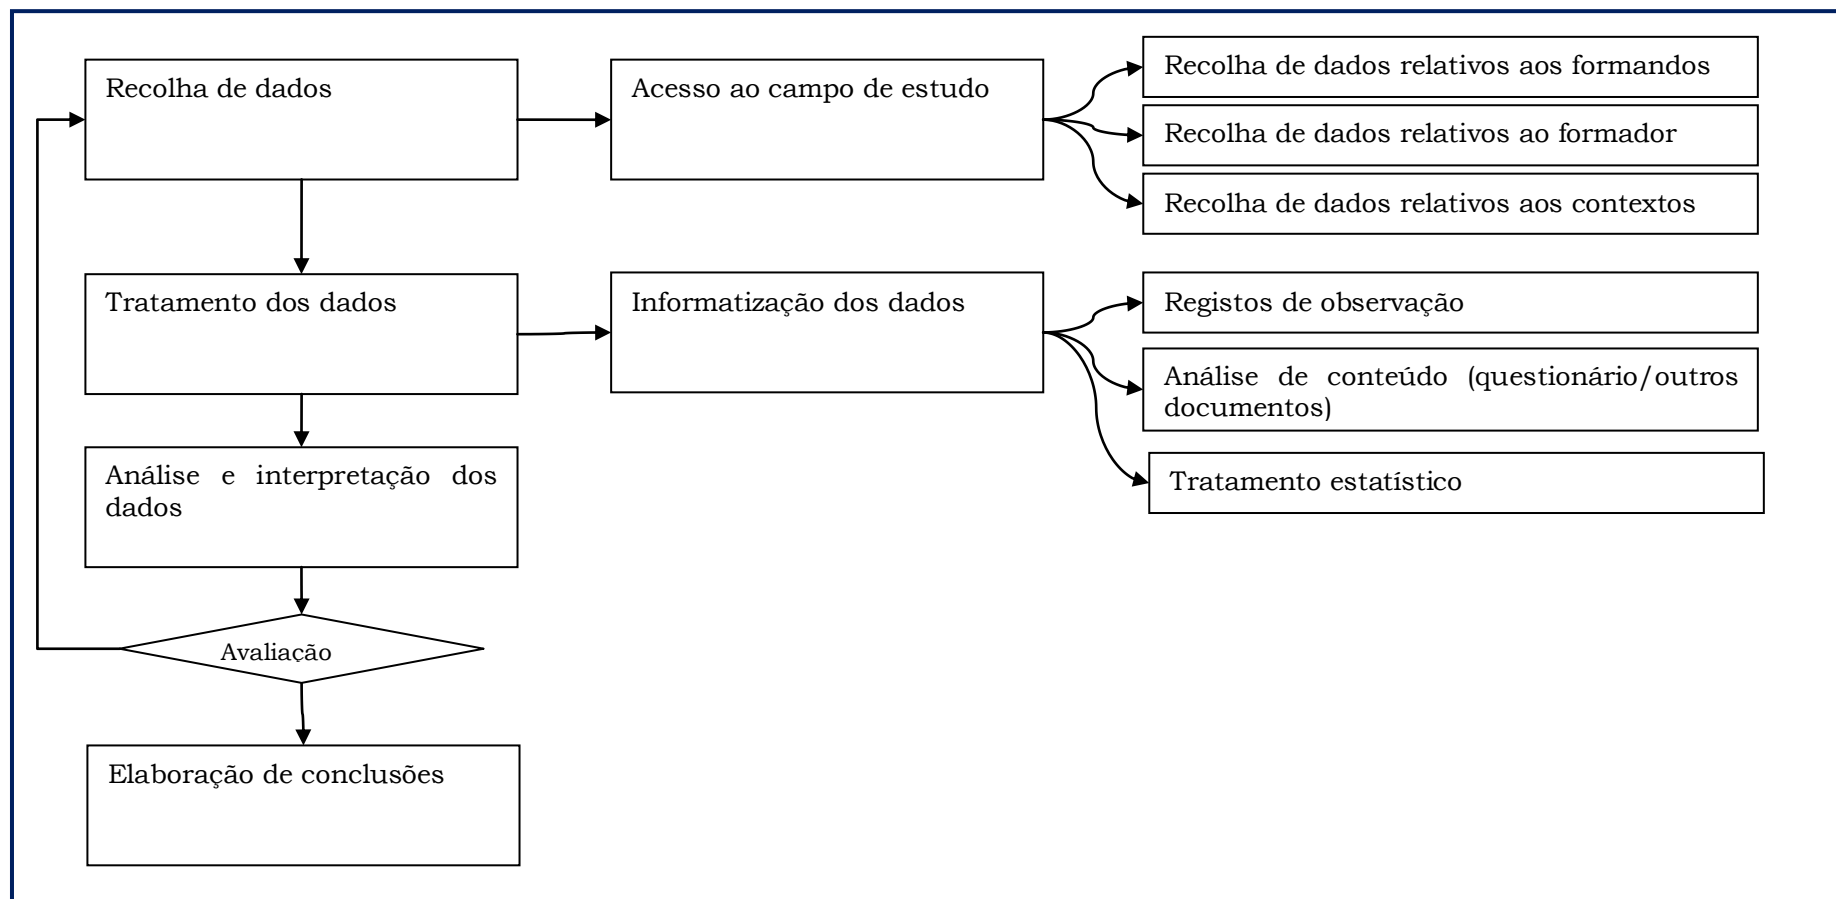 Recolha de dados
Acesso ao campo de estudo
Recolha de dados relativos aos formandos
Recolha de dados relativos ao formador
Recolha de dados relativos aos contextos
Tratamento dos dados
Informatização dos dados
Registos de observação
Análise de conteúdo (questionário/outros
documentos)
Tratamento estatístico
Análise e interpretação dos
dados
Avaliação
Elaboração de conclusões